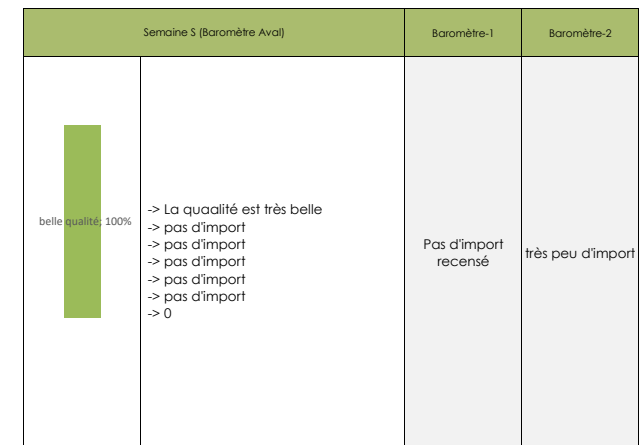 Semaine S (Baromètre Aval)
Baromètre-1
Baromètre-2
belle qualité; 100%
-> La quaalité est très belle
-> pas d'import
-> pas d'import
-> pas d'import
-> pas d'import
-> pas d'import
-> 0
Pas d'import
recensé
très peu d'import